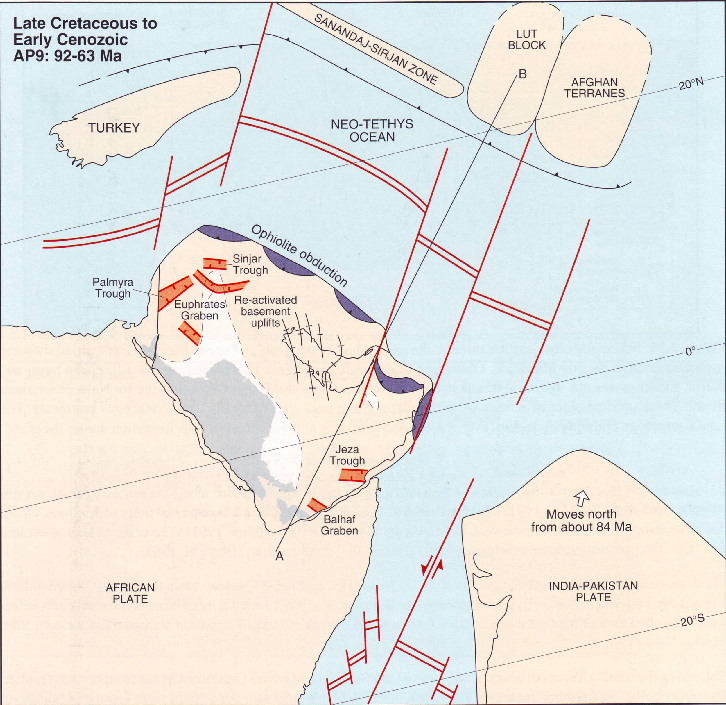 Late Cretaceous to
Early Cenozoic
AP9: 92-63 Ma
SANANDAJ-SIRJAN ZONE
LUT
BLOCK
B
AFGHAN
TERRANES
20°N
TURKEY
NEO-TETHYS
OCEAN
Ophiolite obduction
Sinjar
Trough
Palmyra
Trough
Euphrates
Graben
Re-activated
basement
uplifts
0°
Jeza
Trough
Balhaf
Graben
A
Moves north
from about 84 Ma
AFRICAN
PLATE
INDIA-PAKISTAN
PLATE
20°S